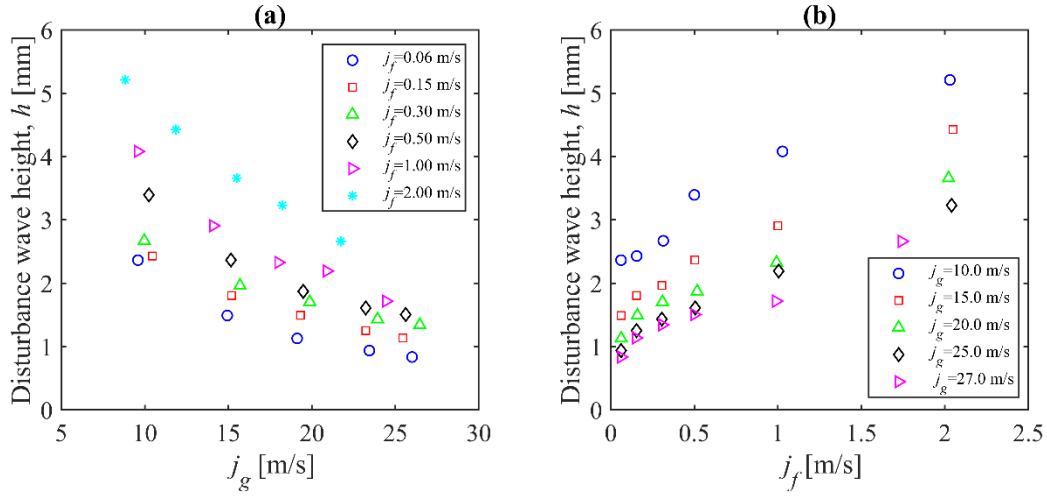 (a)
Disturbance wave height, h [mm]
6
5
4
3
2
1
0
5
10
15
20
25
30
j_g [m/s]
j_f=0.06 m/s
j_f=0.15 m/s
j_f=0.30 m/s
j_f=0.50 m/s
j_f=1.00 m/s
j_f=2.00 m/s
(b)
Disturbance wave height, h [mm]
6
5
4
3
2
1
0
0
0.5
1
1.5
2
2.5
j_f [m/s]
j_g=10.0 m/s
j_g=15.0 m/s
j_g=20.0 m/s
j_g=25.0 m/s
j_g=27.0 m/s